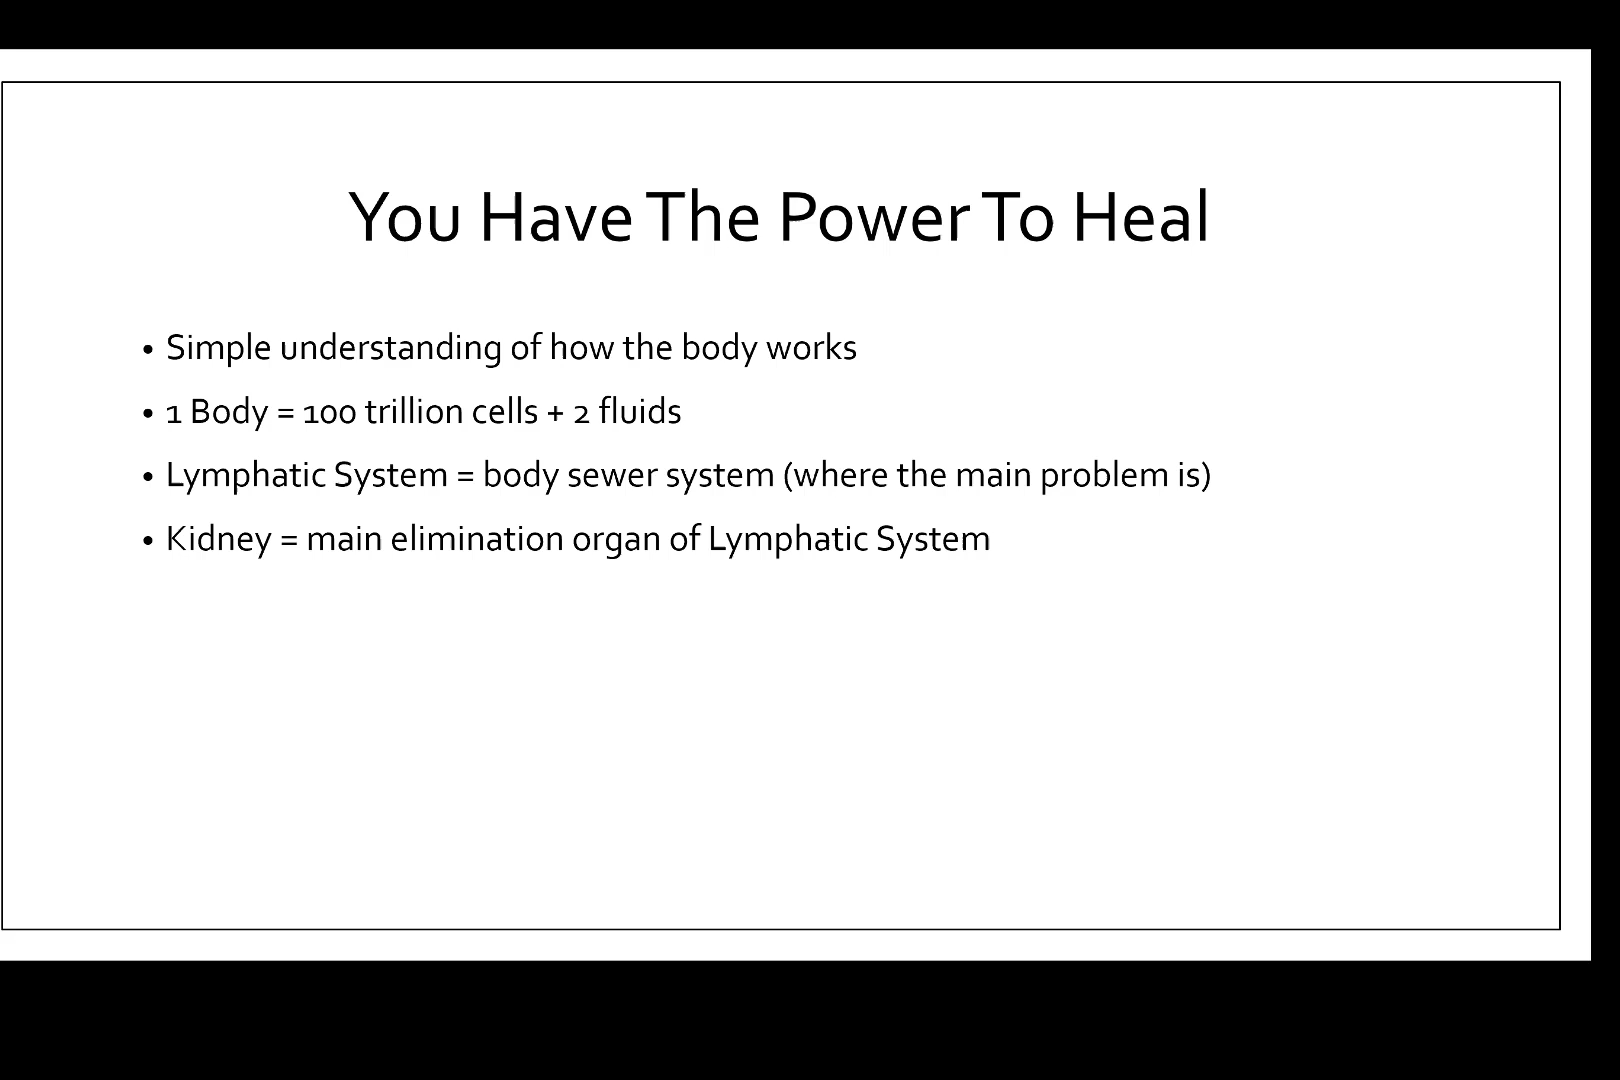 You Have The Power To Heal
• Simple understanding of how the body works
• 1 Body = 100 trillion cells + 2 fluids
• Lymphatic System = body sewer system (where the main problem is)
• Kidney = main elimination organ of Lymphatic System